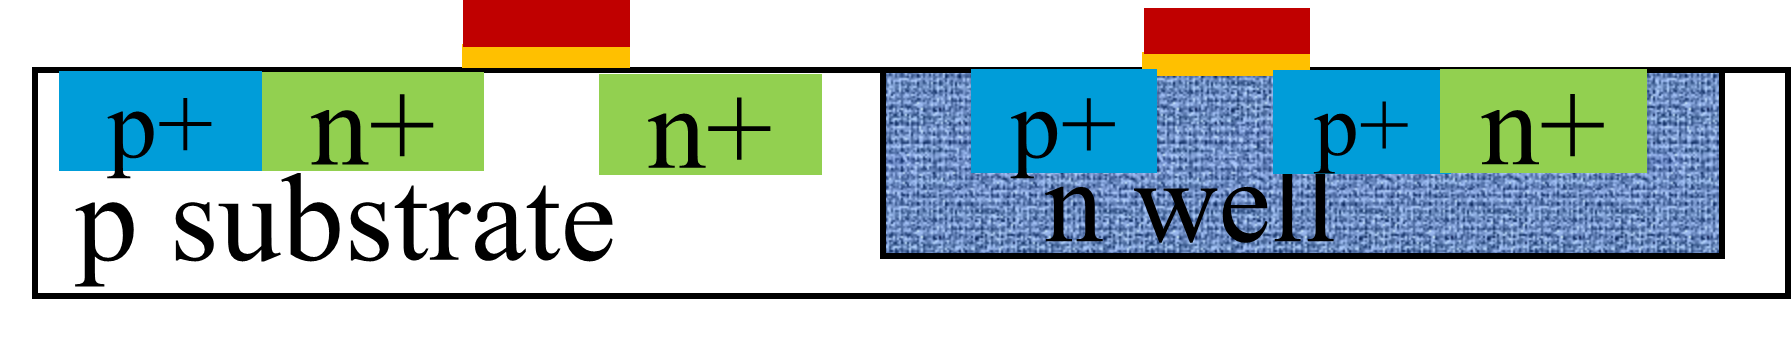 p+ n+ n+ p+ p+ n+
p substrate n well